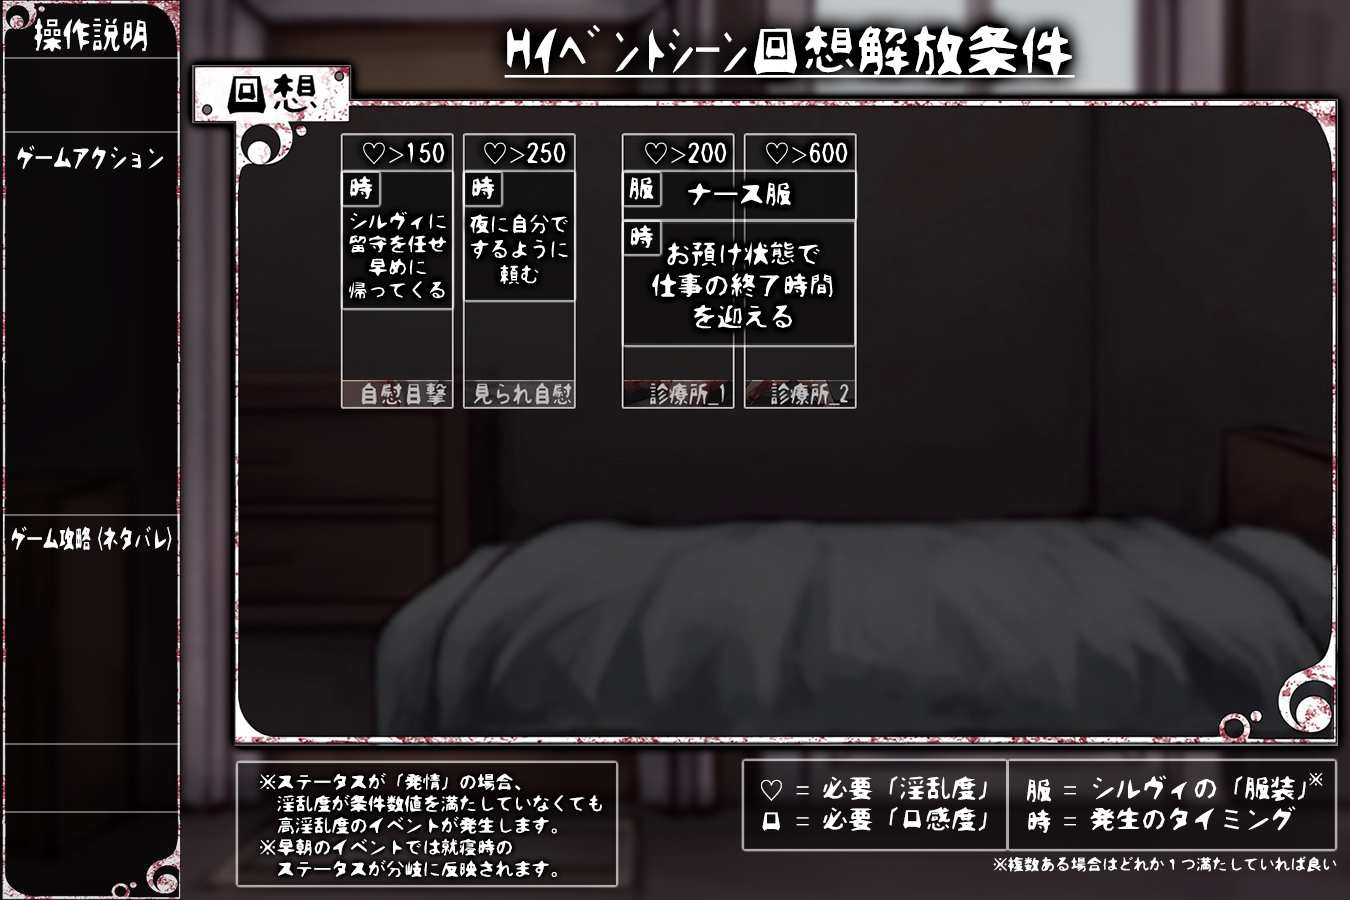 操作説明
ゲームアクション
ゲーム攻略(ネタバレ)
Hイベントシーン回想解放条件
回想
♡>150
時
シルヴィに
留守を任せ
早めに
帰ってくる
自慰目撃
♡>250
時
夜に自分で
するように
頼む
見られ自慰
♡>200
♡>600
服
ナース服
時
お預け状態で
仕事の終了時間
を迎える
診療所_1
診療所_2
※ステータスが「発情」の場合、
淫乱度が条件数値を満たしていなくても
高淫乱度のイベントが発生します。
※早朝のイベントでは就寝時の
ステータスが分岐に反映されます。
♡ = 必要「淫乱度」
口 = 必要「口感度」
服 = シルヴィの「服装」※
時 = 発生のタイミング
※複数ある場合はどれか1つ満たしていれば良い